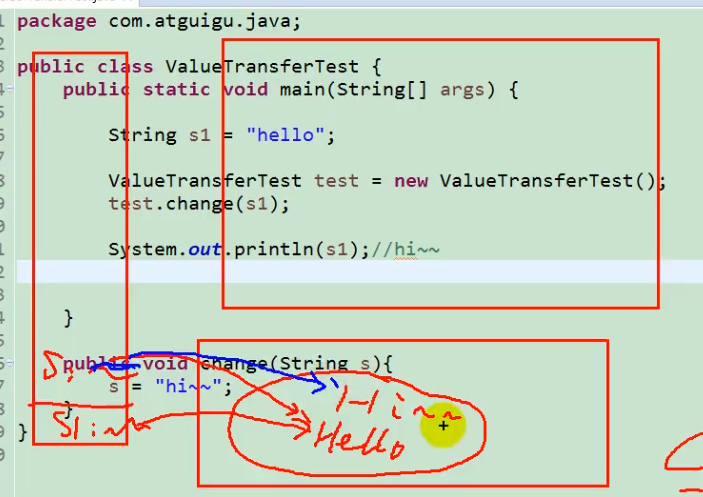 package com.atguigu.java;
public class ValueTransferTest {
public static void main(String[] args) {
String s1 = "hello";
ValueTransferTest test = new ValueTransferTest();
test.change(s1);
System.out.println(s1);//hi~~
}
public void change(String s){
s = "hi~~";
}
}
Hi~~
Hello